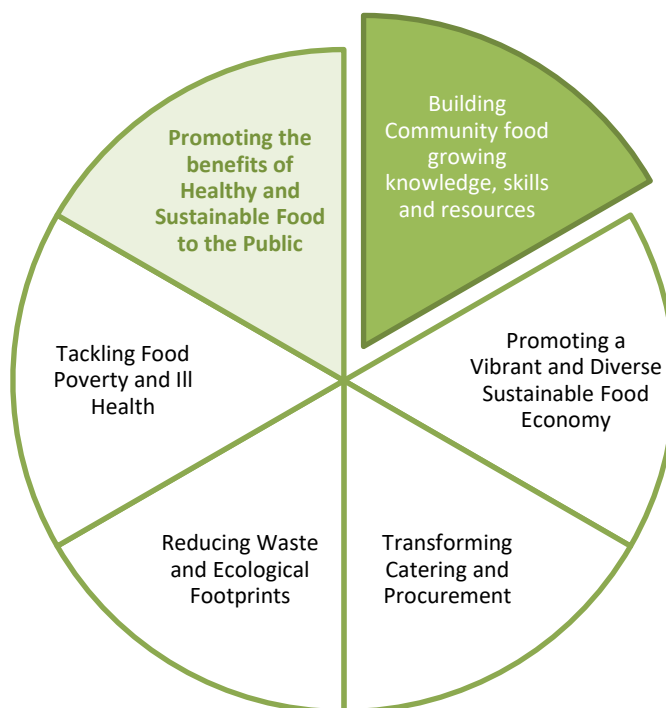 Promoting the
benefits of
Healthy and
Sustainable Food
to the Public
Building
Community food
growing
knowledge, skills
and resources
Tackling Food
Poverty and Ill
Health
Promoting a
Vibrant and Diverse
Sustainable Food
Economy
Reducing Waste
and Ecological
Footprints
Transforming
Catering and
Procurement